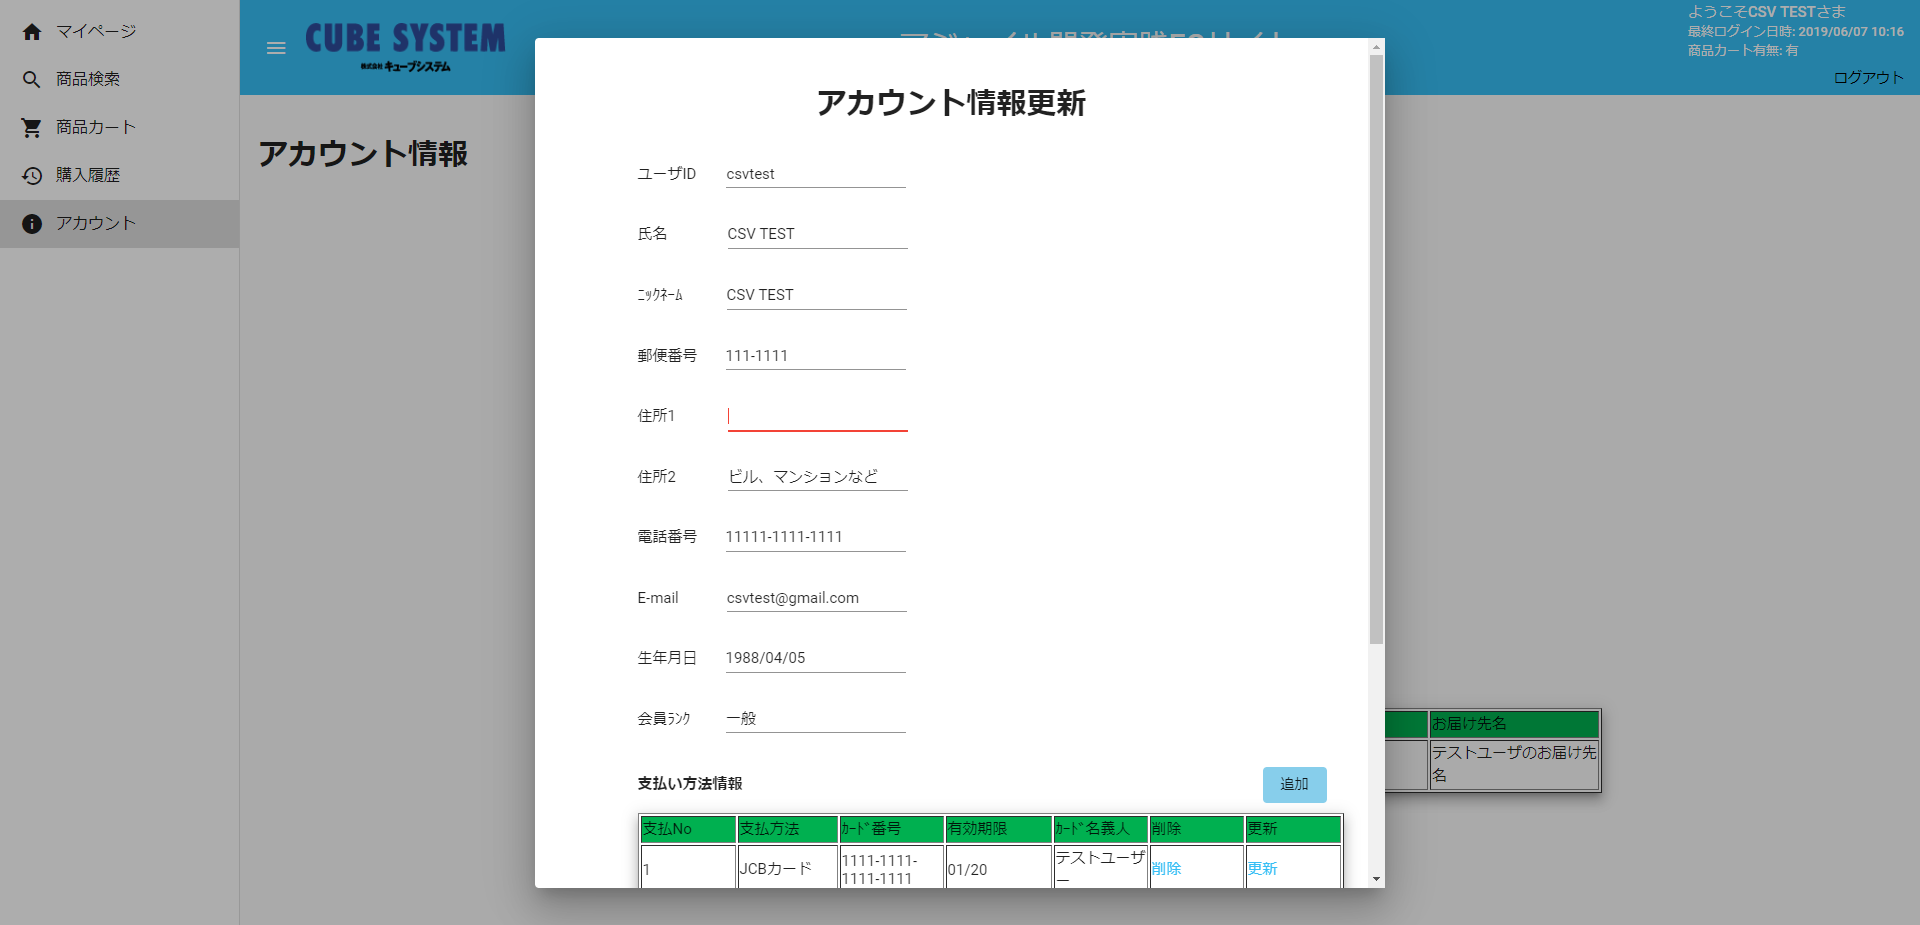 マイページ
商品検索
商品カート
購入履歴
アカウント
CUBE SYSTEM
株式会社 キューブシステム
ようこそCSV TESTさま
最終ログイン日時: 2019/06/07 10:16
商品カート有無: 有
ログアウト
アカウント情報
アカウント情報更新
ユーザID csvtest
氏名 CSV TEST
ﾆｯｸﾈｰﾑ CSV TEST
郵便番号 111-1111
住所1
住所2 ビル、マンションなど
電話番号 11111-1111-1111
E-mail csvtest@gmail.com
生年月日 1988/04/05
会員ﾗﾝｸ 一般
支払い方法情報 追加
支払No 支払方法 ｶｰﾄﾞ番号 有効期限 ｶｰﾄﾞ名義人 削除 更新
1 JCBカード 1111-1111-1111-1111 01/20 テストユーザー 削除 更新
お届け先名
テストユーザのお届け先
名